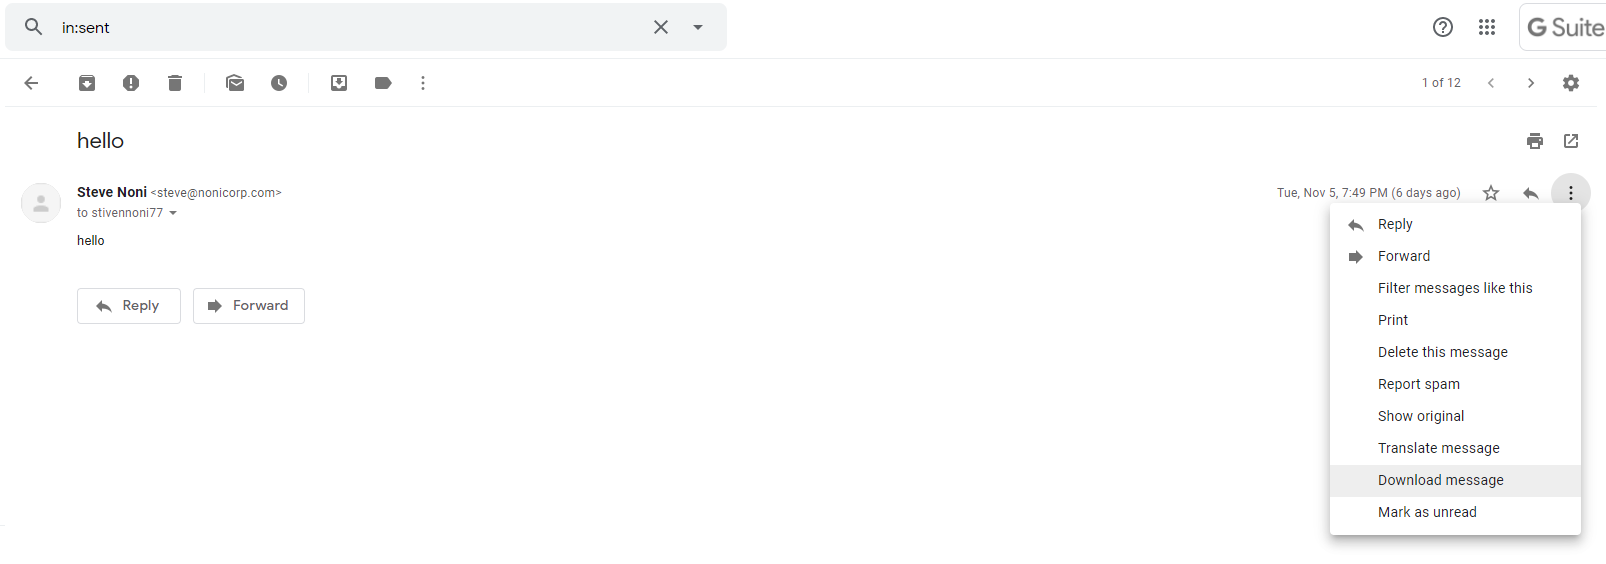 in:sent
G Suite
1 of 12
hello
Steve Noni <steve@nonicorp.com>
Tue, Nov 5, 7:49 PM (6 days ago)
to stivennoni77
hello
Reply
Forward
Reply
Forward
Filter messages like this
Print
Delete this message
Report spam
Show original
Translate message
Download message
Mark as unread